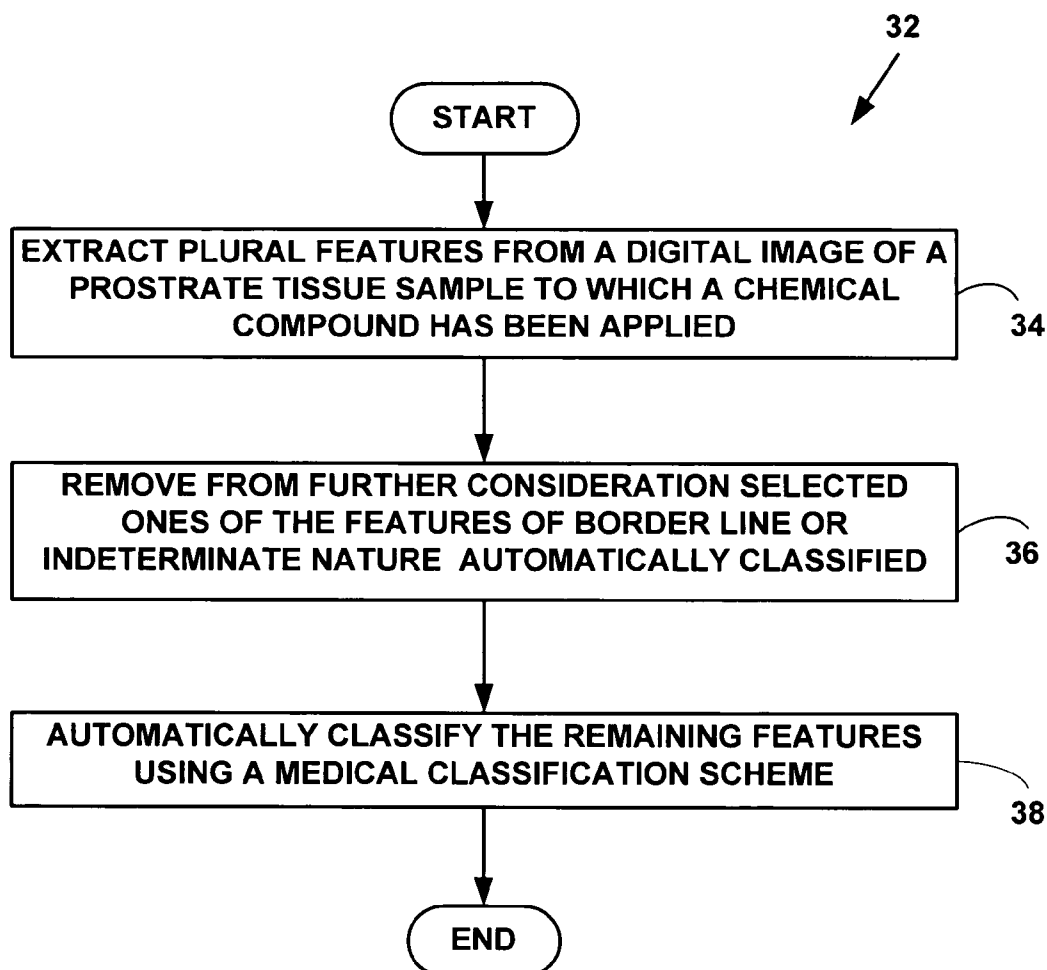 32
START
EXTRACT PLURAL FEATURES FROM A DIGITAL IMAGE OF A
PROSTRATE TISSUE SAMPLE TO WHICH A CHEMICAL
COMPOUND HAS BEEN APPLIED
34
REMOVE FROM FURTHER CONSIDERATION SELECTED
ONES OF THE FEATURES OF BORDER LINE OR
INDETERMINATE NATURE AUTOMATICALLY CLASSIFIED
36
AUTOMATICALLY CLASSIFY THE REMAINING FEATURES
USING A MEDICAL CLASSIFICATION SCHEME
38
END